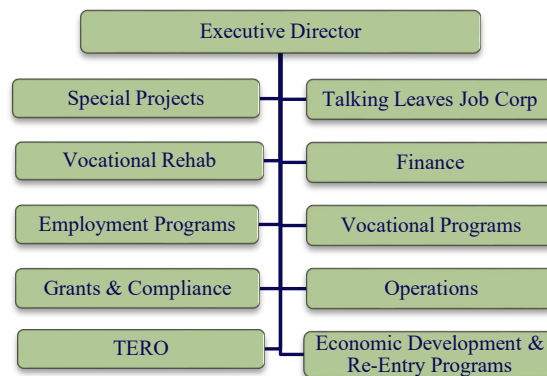 Executive Director
Special Projects
Talking Leaves Job Corp
Vocational Rehab
Finance
Employment Programs
Vocational Programs
Grants & Compliance
Operations
TERO
Economic Development &
Re-Entry Programs